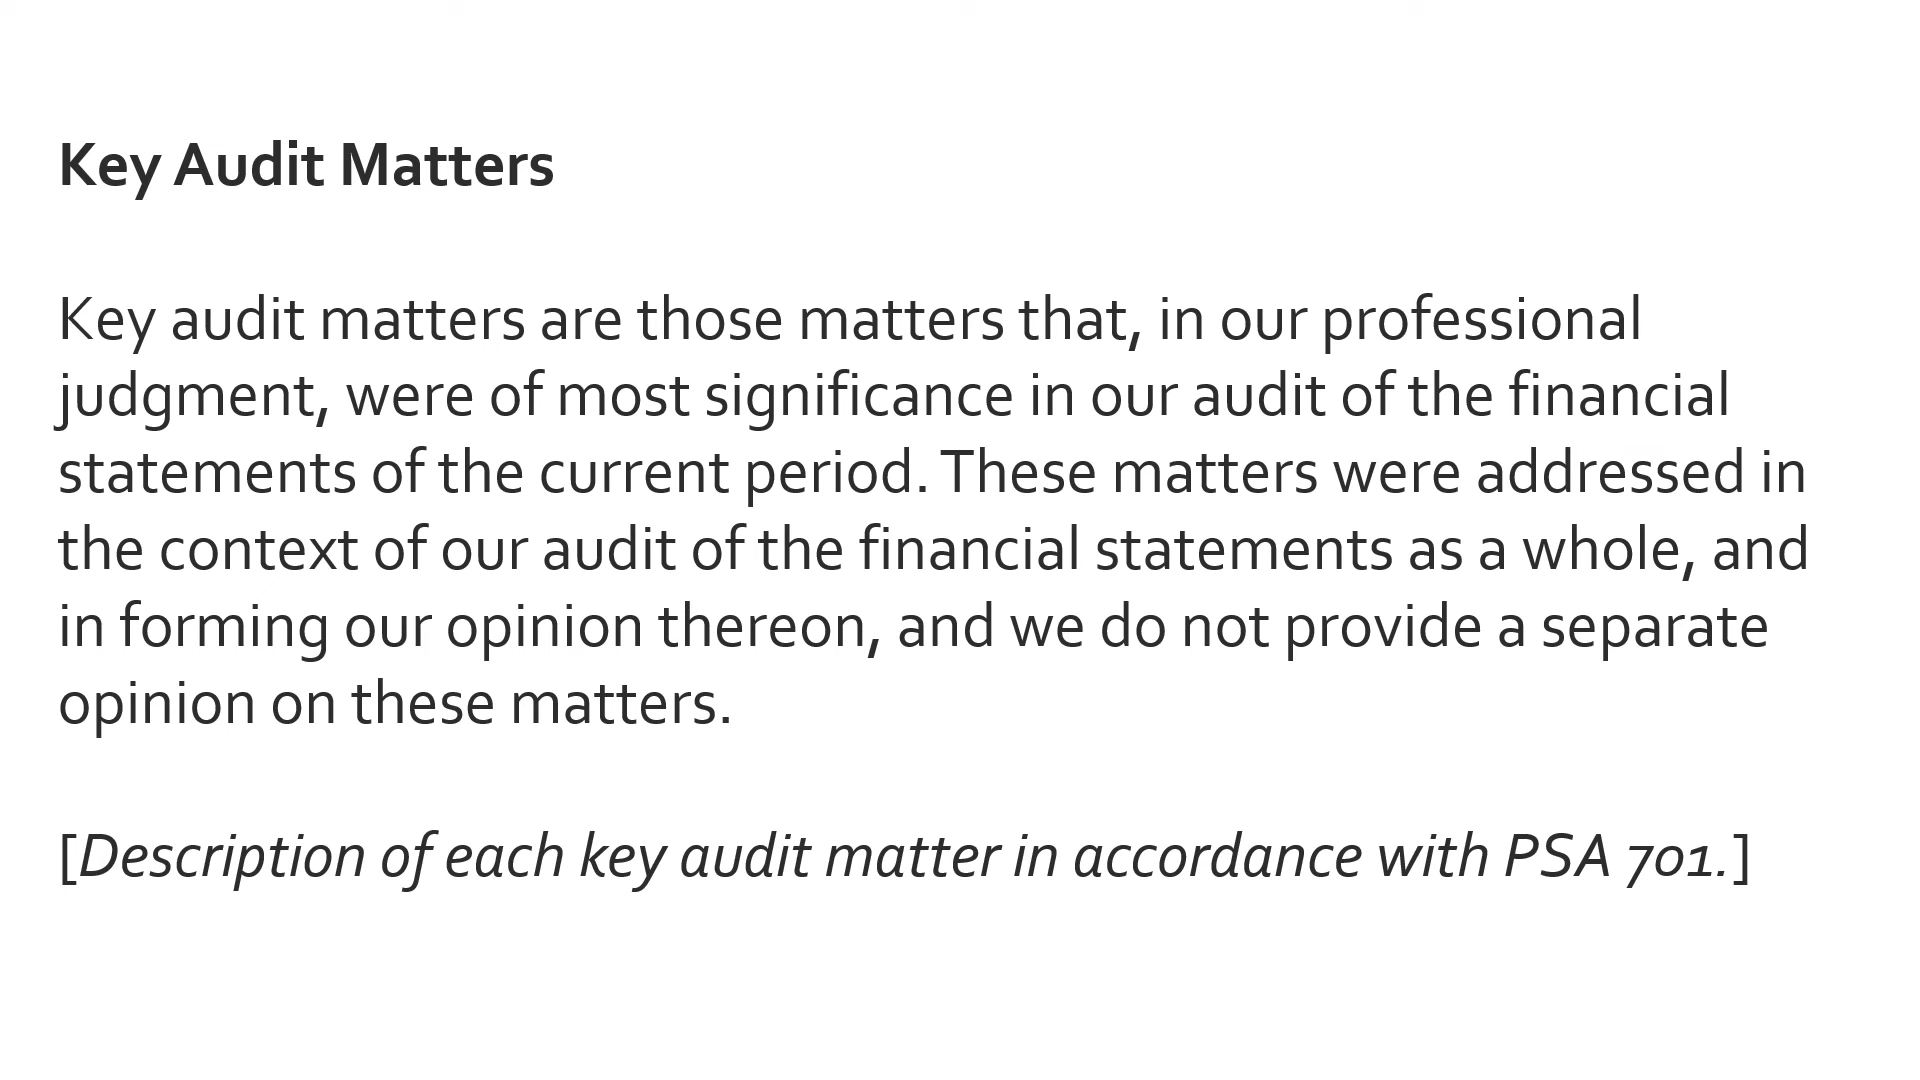 Key Audit Matters
Key audit matters are those matters that, in our professional
judgment, were of most significance in our audit of the financial
statements of the current period. These matters were addressed in
the context of our audit of the financial statements as a whole, and
in forming our opinion thereon, and we do not provide a separate
opinion on these matters.
[Description of each key audit matter in accordance with PSA 701.]